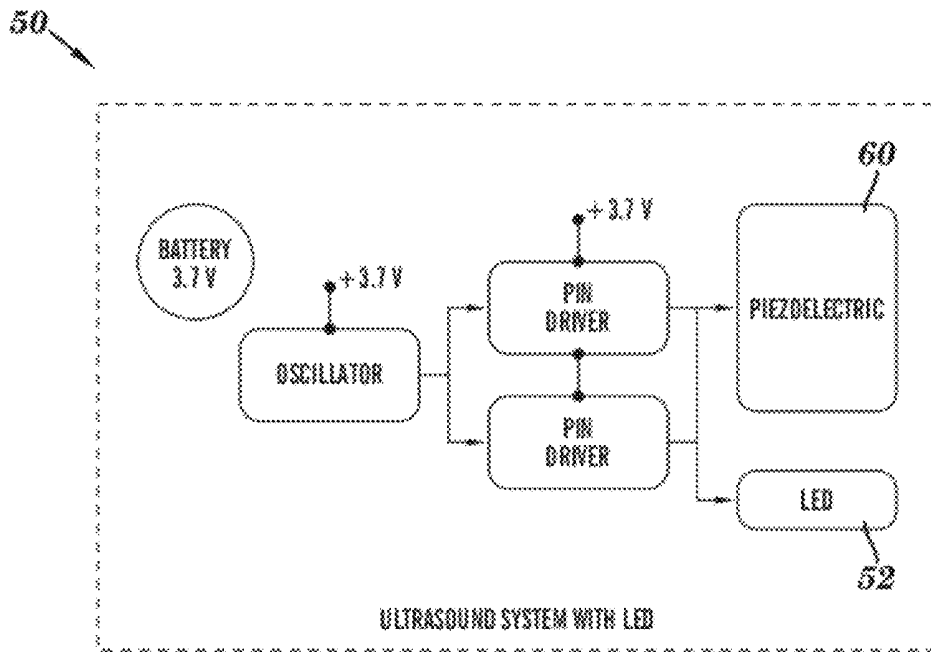 50
60
+3.7 V
BATTERY
3.7 V
+3.7 V
PIN
DRIVER
PIEZOELECTRIC
OSCILLATOR
PIN
DRIVER
LED
52
ULTRASOUND SYSTEM WITH LED